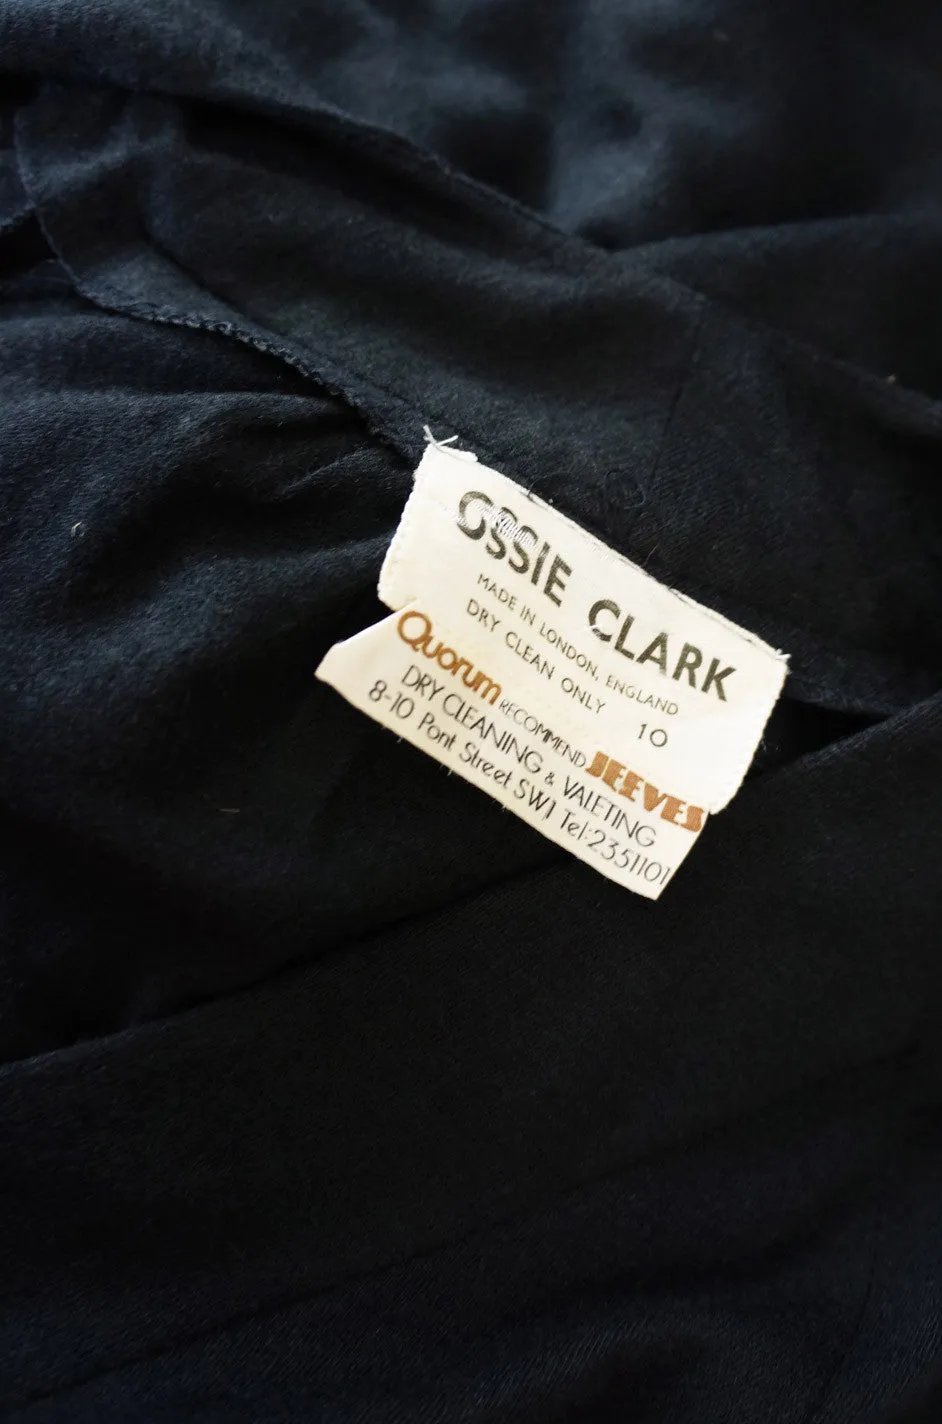 OSSIE CLARK
MADE IN LONDON, ENGLAND
DRY CLEAN ONLY 10
Quorum RECOMMEND JEEVES
DRY CLEANING & VALETING
8-10 Pont Street SW1 Tel:2351101